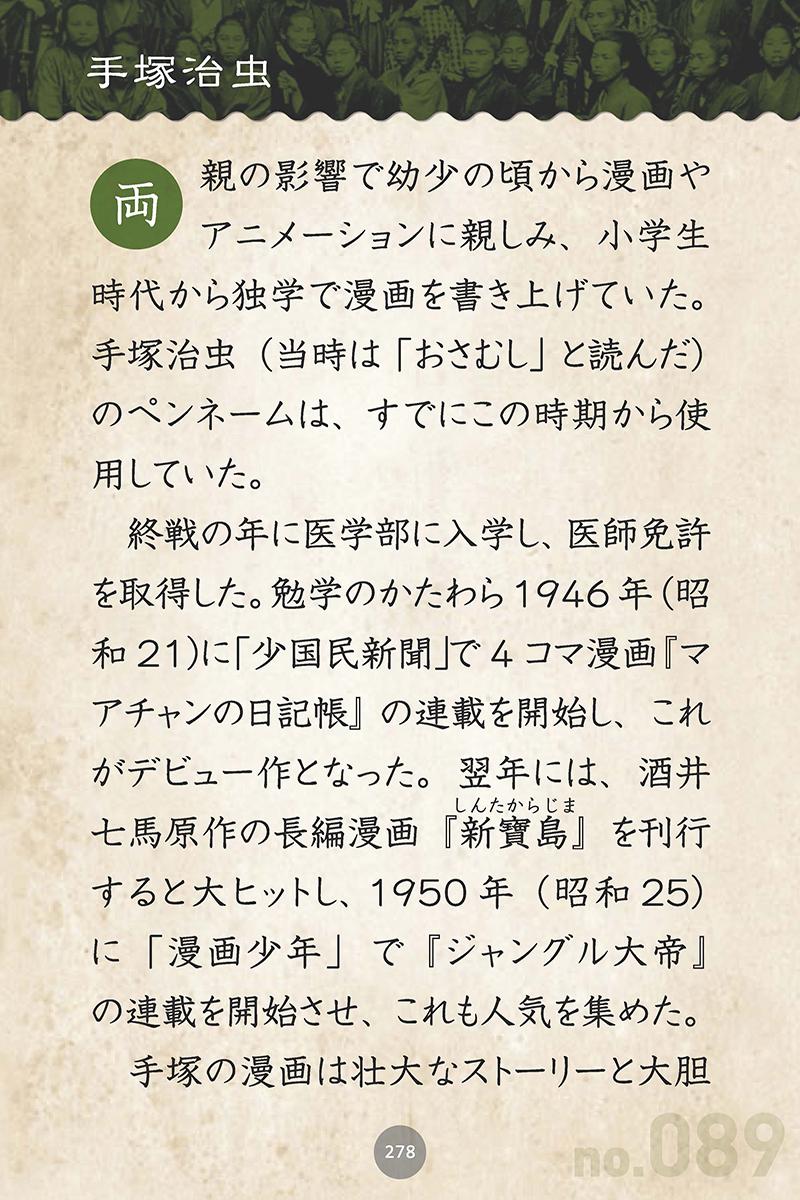 手塚治虫
両親の影響で幼少の頃から漫画や
アニメーションに親しみ、小学生
時代から独学で漫画を書き上げていた。
手塚治虫（当時は「おさむし」と読んだ）
のペンネームは、すでにこの時期から使
用していた。
終戦の年に医学部に入学し、医師免許
を取得した。勉学のかたわら1946年（昭
和21）に「少国民新聞」で4コマ漫画『マ
アチャンの日記帳』の連載を開始し、これ
がデビュー作となった。翌年には、酒井
しんたからじま
七馬原作の長編漫画『新寶島』を刊行
すると大ヒットし、1950年（昭和25）
に「漫画少年」で『ジャングル大帝』
の連載を開始させ、これも人気を集めた。
手塚の漫画は壮大なストーリーと大胆
278
no.089